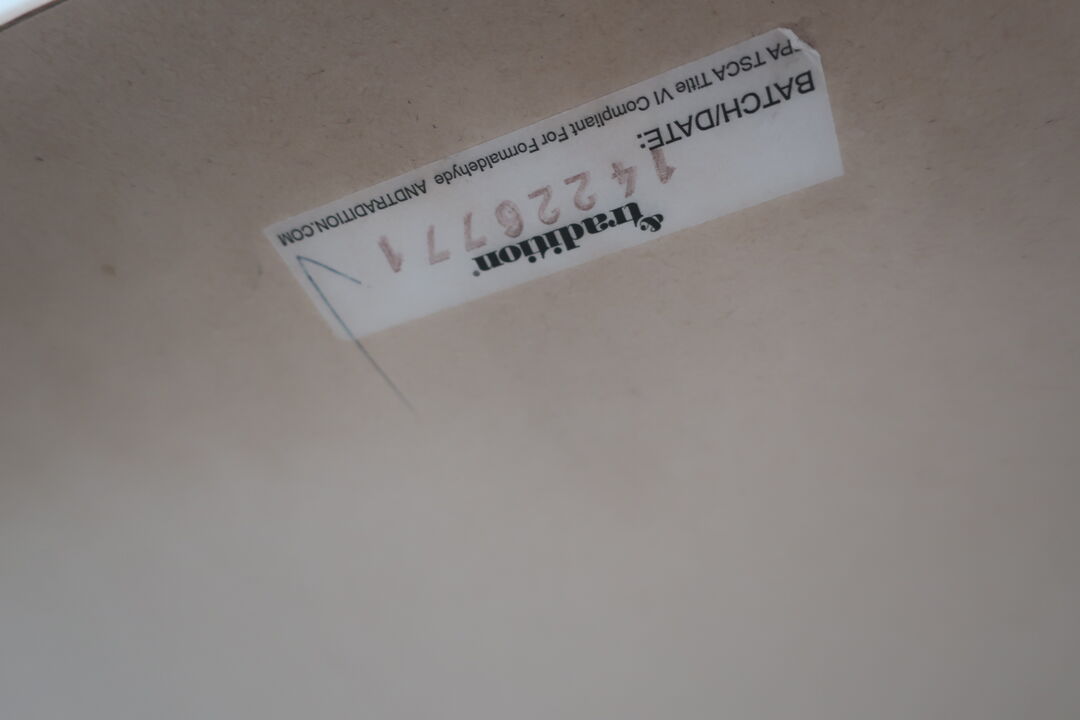 &tradition
BATCH/DATE: 14226771
PA TSCA Title VI Compliant For Formaldehyde ANDTRADITION.COM